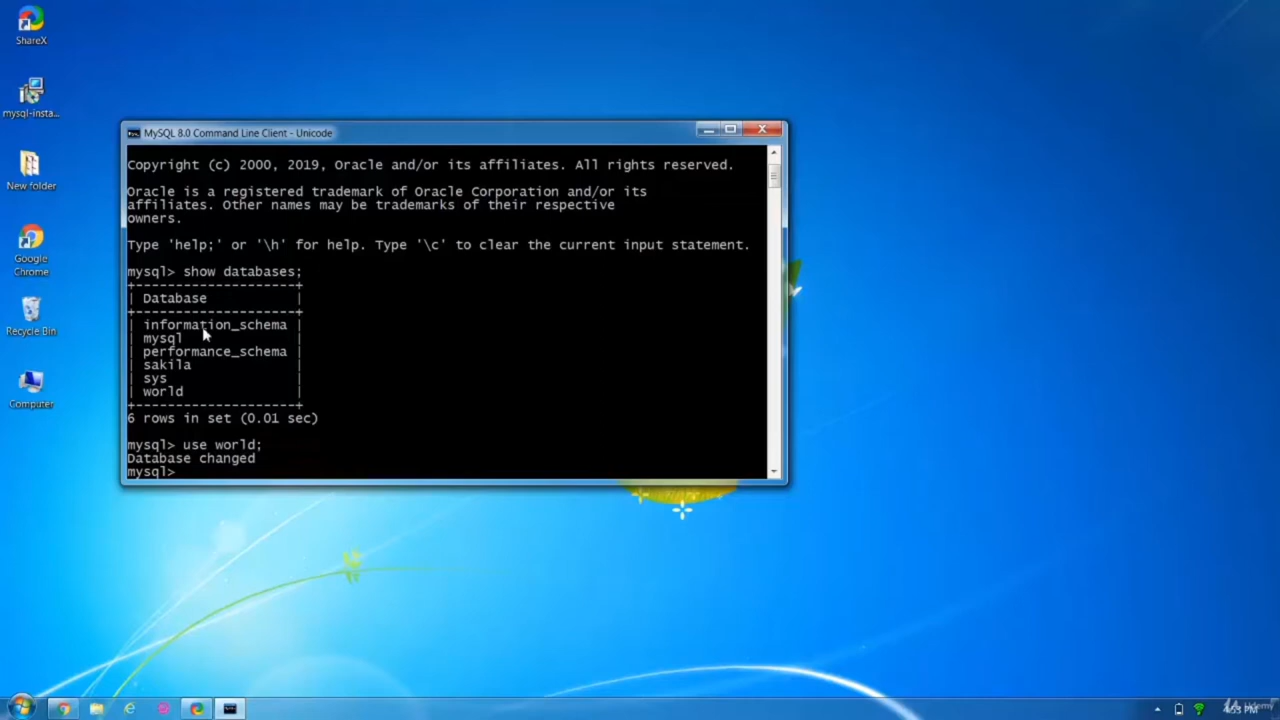 ShareX
mysql-insta...
New folder
Google
Chrome
Recycle Bin
Computer
MySQL 8.0 Command Line Client - Unicode
Copyright (c) 2000, 2019, Oracle and/or its affiliates. All rights reserved.
Oracle is a registered trademark of Oracle Corporation and/or its
affiliates. Other names may be trademarks of their respective
owners.
Type 'help;' or '\h' for help. Type '\c' to clear the current input statement.
mysql> show databases;
+--------------------+
| Database           |
+--------------------+
| information_schema |
| mysql              |
| performance_schema |
| sakila             |
| sys                |
| world              |
+--------------------+
6 rows in set (0.01 sec)
mysql> use world;
Database changed
mysql>
Udemy